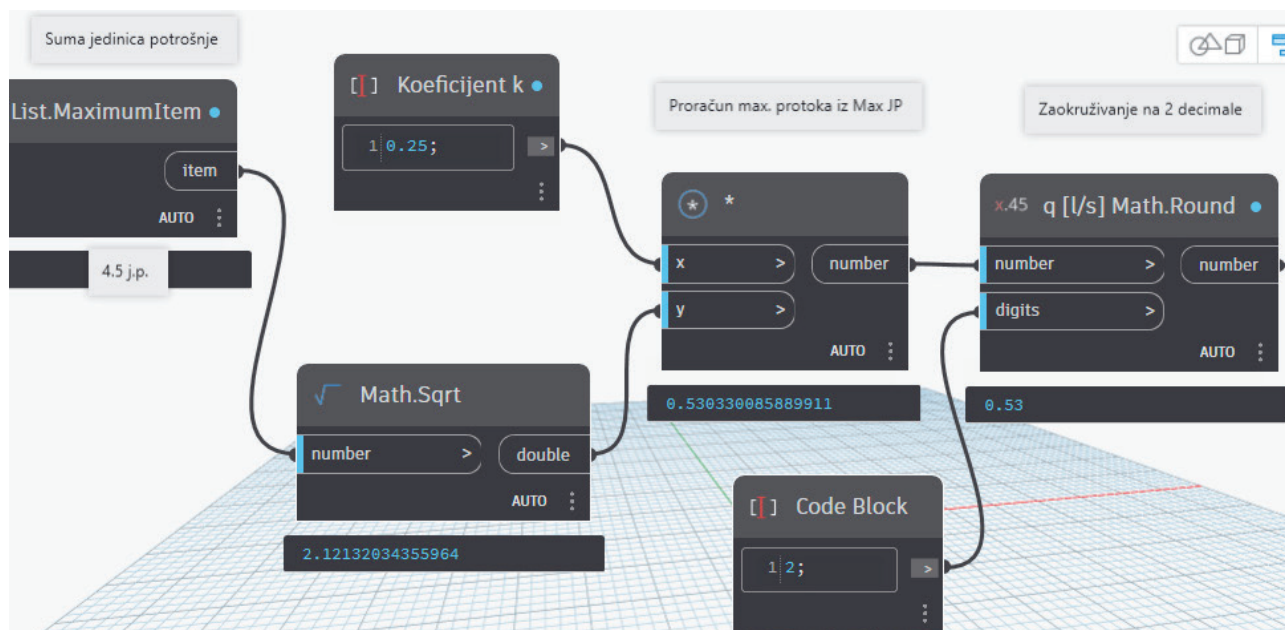 Suma jedinica potrošnje
List.MaximumItem
item
AUTO
4.5 j.p.
[I] Koeficijent k
1 0.25;
>
Math.Sqrt
number > double
AUTO
2.12132034355964
Proračun max. protoka iz Max JP
* *
x > number
y >
AUTO
0.530330085889911
[I] Code Block
1 2;
>
Zaokruživanje na 2 decimale
x.45 q [l/s] Math.Round
number > number
digits >
AUTO
0.53